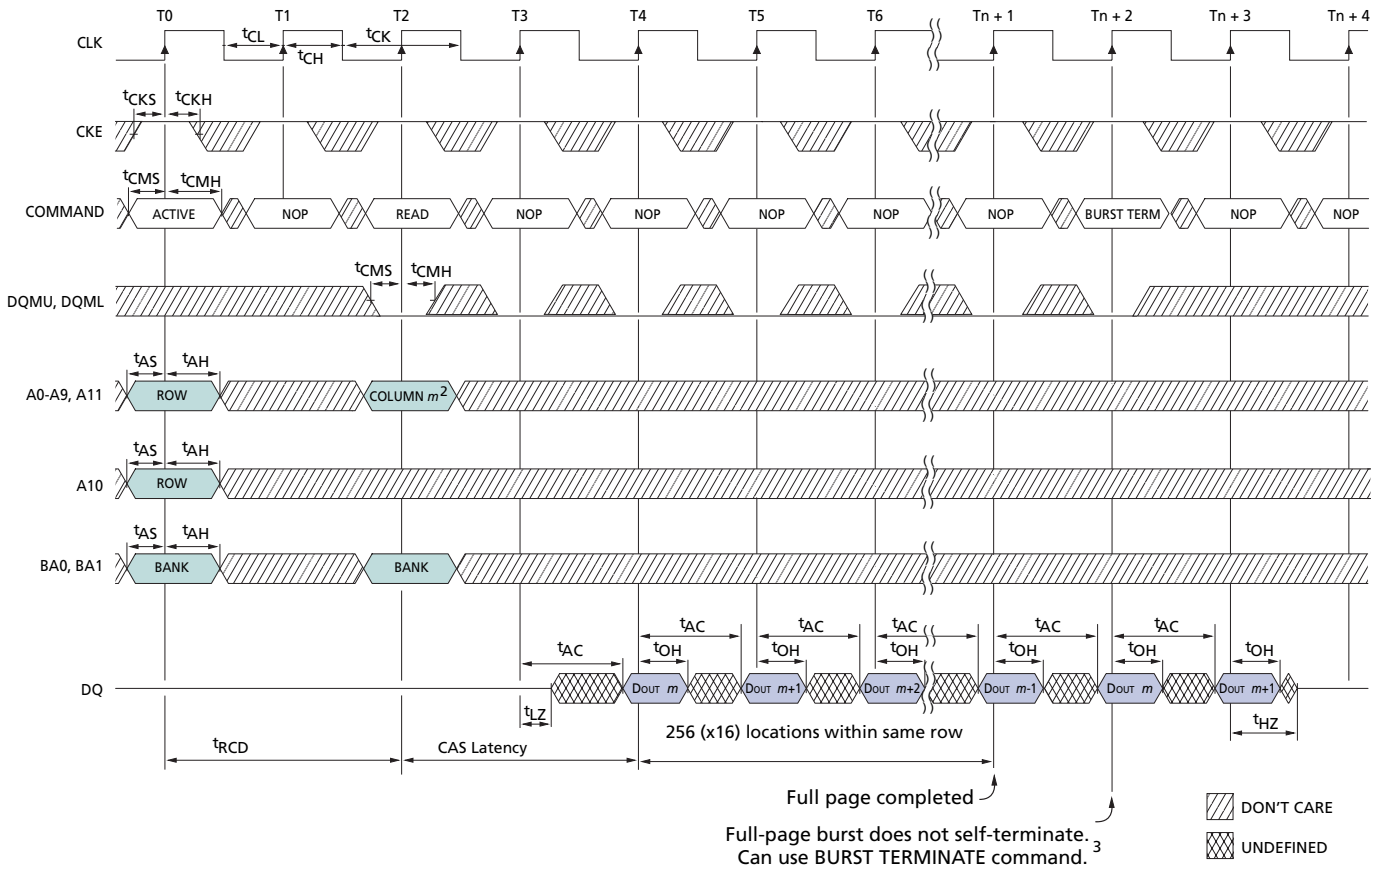 T0 T1 T2 T3 T4 T5 T6 Tn + 1 Tn + 2 Tn + 3 Tn + 4
CLK
tCL
tCK
tCH
tCKS tCKH
CKE
tCMS tCMH
COMMAND ACTIVE NOP READ NOP NOP NOP NOP NOP BURST TERM NOP NOP
tCMS tCMH
DQMU, DQML
tAS tAH
A0-A9, A11 ROW COLUMN m2
tAS tAH
A10 ROW
tAS tAH
BA0, BA1 BANK BANK
tAC tAC tAC tAC tAC
tAC tOH tOH tOH tOH tOH tOH
DQ DOUT m DOUT m+1 DOUT m+2 DOUT m-1 DOUT m DOUT m+1
tLZ
256 (x16) locations within same row
tHZ
tRCD CAS Latency
Full page completed
Full-page burst does not self-terminate.
Can use BURST TERMINATE command. 3
DON'T CARE
UNDEFINED